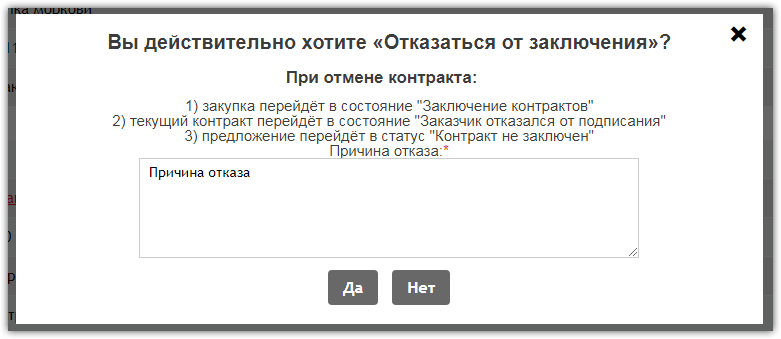 лка моркови
Вы действительно хотите «Отказаться от заключения»?
При отмене контракта:
1) закупка перейдёт в состояние "Заключение контрактов"
2) текущий контракт перейдёт в состояние "Заказчик отказался от подписания"
3) предложение перейдёт в статус "Контракт не заключен"
Причина отказа:*
Причина отказа
Да Нет